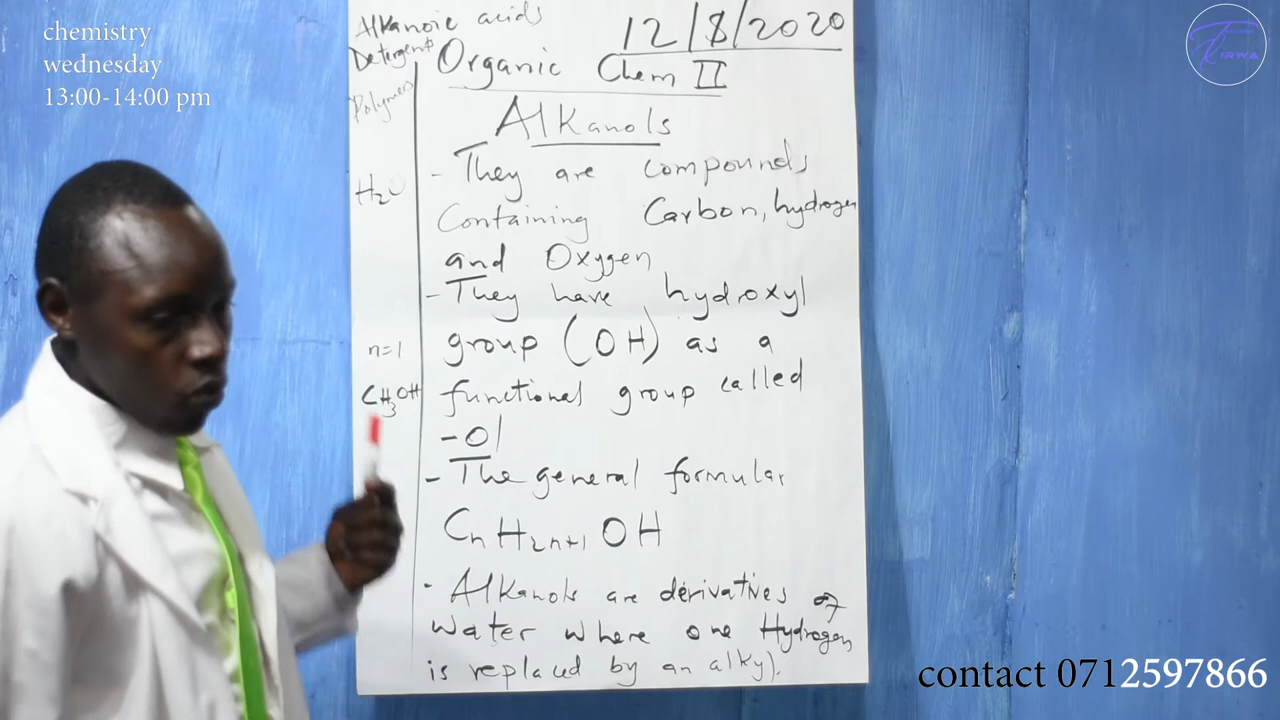 chemistry
wednesday
13:00-14:00 pm
Alkanoic acids
Detergents
Polymers
H2O
n=1
CH3OH
12/8/2020
Organic Chem II
Alkanols
- They are compounds
Containing Carbon, hydrogen
and Oxygen
- They have hydroxyl
group (OH) as a
functional group called
-ol
- The general formular
CnH2n+1OH
- Alkanols are derivatives of
water where one Hydrogen
is replaced by an alkyl.
contact 0712597866